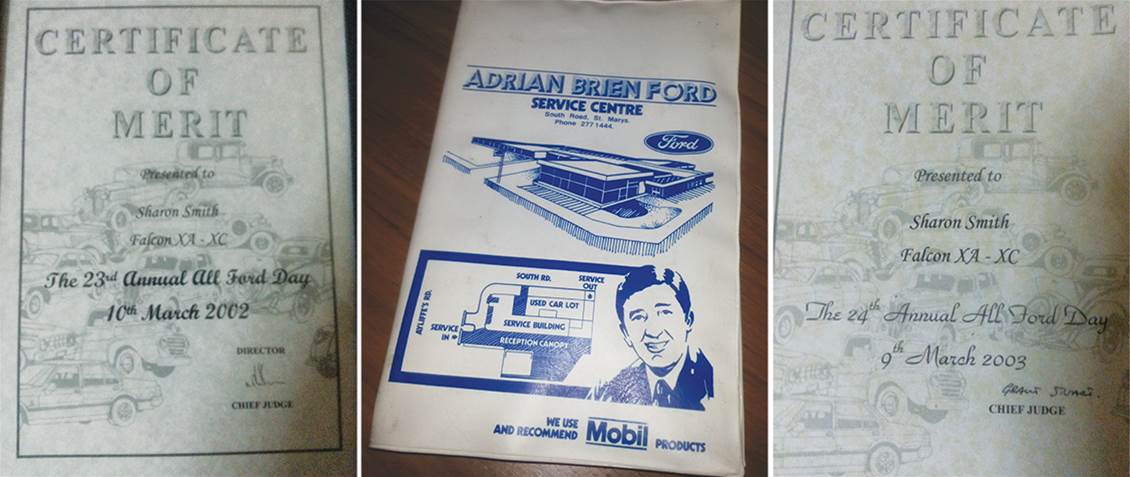 CERTIFICATE
OF
MERIT
Presented to
Sharon Smith
Falcon XA - XC
The 23rd Annual All Ford Day
10th March 2002
DIRECTOR
CHIEF JUDGE
ADRIAN BRIEN FORD
SERVICE CENTRE
South Road, St. Marys.
Phone 277 1444.
Ford
SOUTH RD.
SERVICE
OUT
AYLIFFE'S RD.
USED CAR LOT
SERVICE BUILDING
SERVICE
IN
RECEPTION CANOPY
WE USE
AND RECOMMEND
Mobil
PRODUCTS
CERTIFICATE
OF
MERIT
Presented to
Sharon Smith
Falcon XA - XC
The 24th Annual All Ford Day
9th March 2003
CHIEF JUDGE